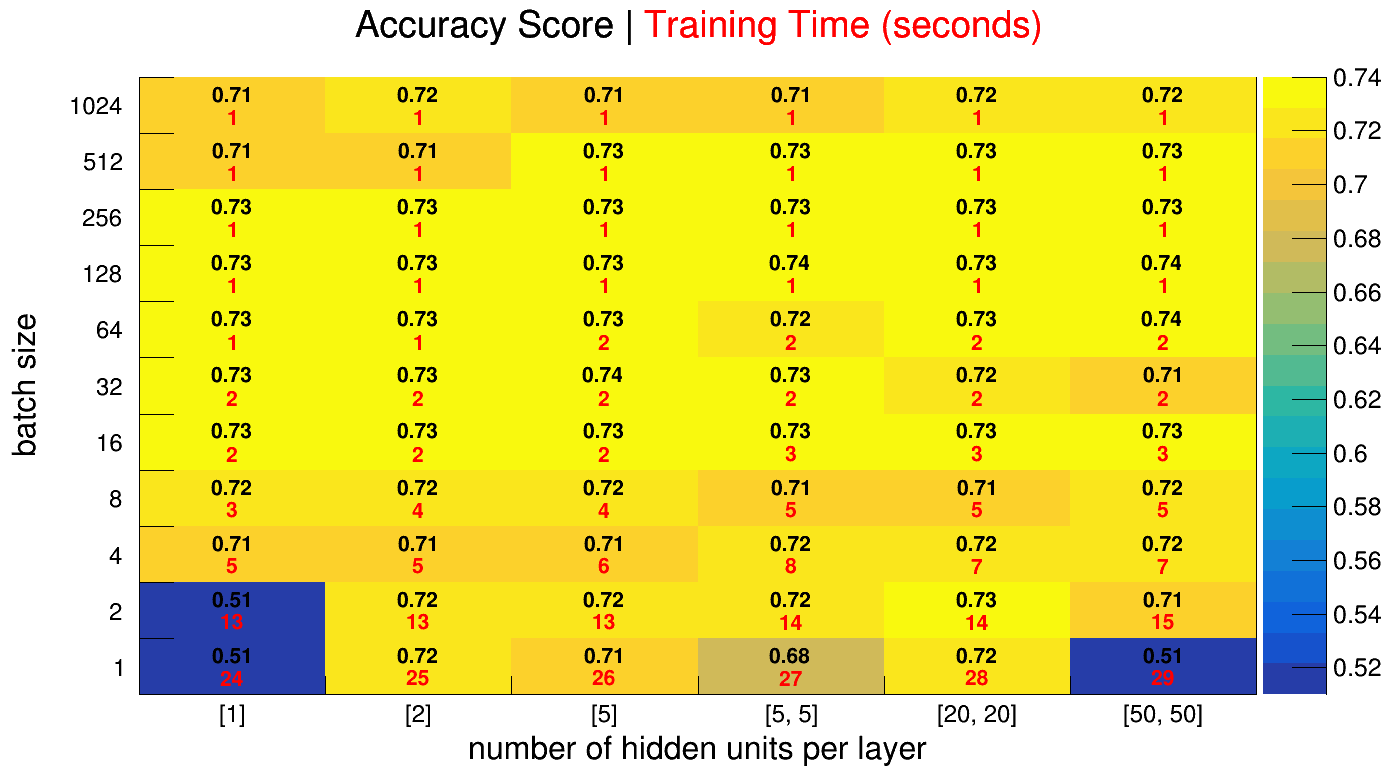 Accuracy Score | Training Time (seconds)
1024 0.71 0.72 0.71 0.71 0.72 0.72 0.74
1 1 1 1 1 1
0.72
512 0.71 0.71 0.73 0.73 0.73 0.73
1 1 1 1 1 1
0.7
256 0.73 0.73 0.73 0.73 0.73 0.73
1 1 1 1 1 1
0.68
128 0.73 0.73 0.73 0.74 0.73 0.74
1 1 1 1 1 1
0.66
64 0.73 0.73 0.73 0.72 0.73 0.74
1 1 2 2 2 2
0.64
32 0.73 0.73 0.74 0.73 0.72 0.71
2 2 2 2 2 2
0.62
16 0.73 0.73 0.73 0.73 0.73 0.73
2 2 2 3 3 3
0.6
8 0.72 0.72 0.72 0.71 0.71 0.72
3 4 4 5 5 5
0.58
4 0.71 0.71 0.71 0.72 0.72 0.72
5 5 6 8 7 7
0.56
2 0.51 0.72 0.72 0.72 0.73 0.71
13 13 13 14 14 15
0.54
1 0.51 0.72 0.71 0.68 0.72 0.51
24 25 26 27 28 29
0.52
[1] [2] [5] [5, 5] [20, 20] [50, 50]
number of hidden units per layer
batch size